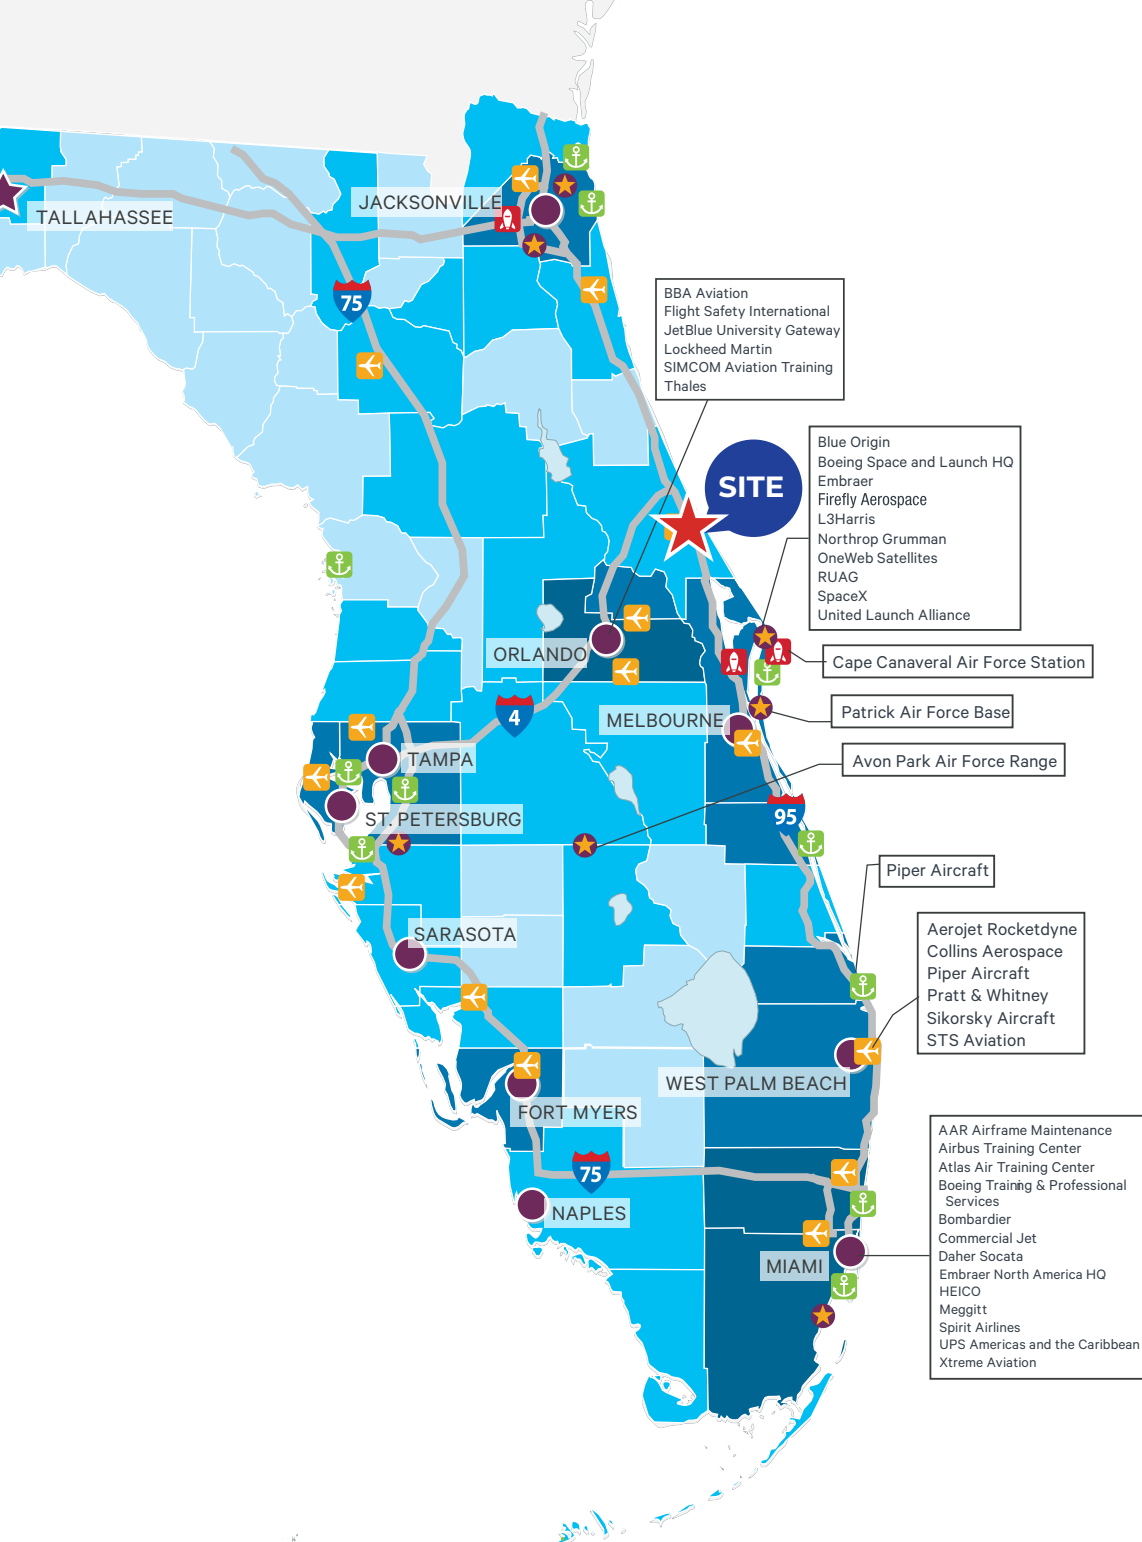 JACKSONVILLE
TALLAHASSEE
75
BBA Aviation
Flight Safety International
JetBlue University Gateway
Lockheed Martin
SIMCOM Aviation Training
Thales
SITE
Blue Origin
Boeing Space and Launch HQ
Embraer
Firefly Aerospace
L3Harris
Northrop Grumman
OneWeb Satellites
RUAG
SpaceX
United Launch Alliance
ORLANDO
Cape Canaveral Air Force Station
4
MELBOURNE
Patrick Air Force Base
TAMPA
Avon Park Air Force Range
ST. PETERSBURG
95
Piper Aircraft
SARASOTA
Aerojet Rocketdyne
Collins Aerospace
Piper Aircraft
Pratt & Whitney
Sikorsky Aircraft
STS Aviation
WEST PALM BEACH
FORT MYERS
75
NAPLES
MIAMI
AAR Airframe Maintenance
Airbus Training Center
Atlas Air Training Center
Boeing Training & Professional
Services
Bombardier
Commercial Jet
Daher Socata
Embraer North America HQ
HEICO
Meggitt
Spirit Airlines
UPS Americas and the Caribbean
Xtreme Aviation